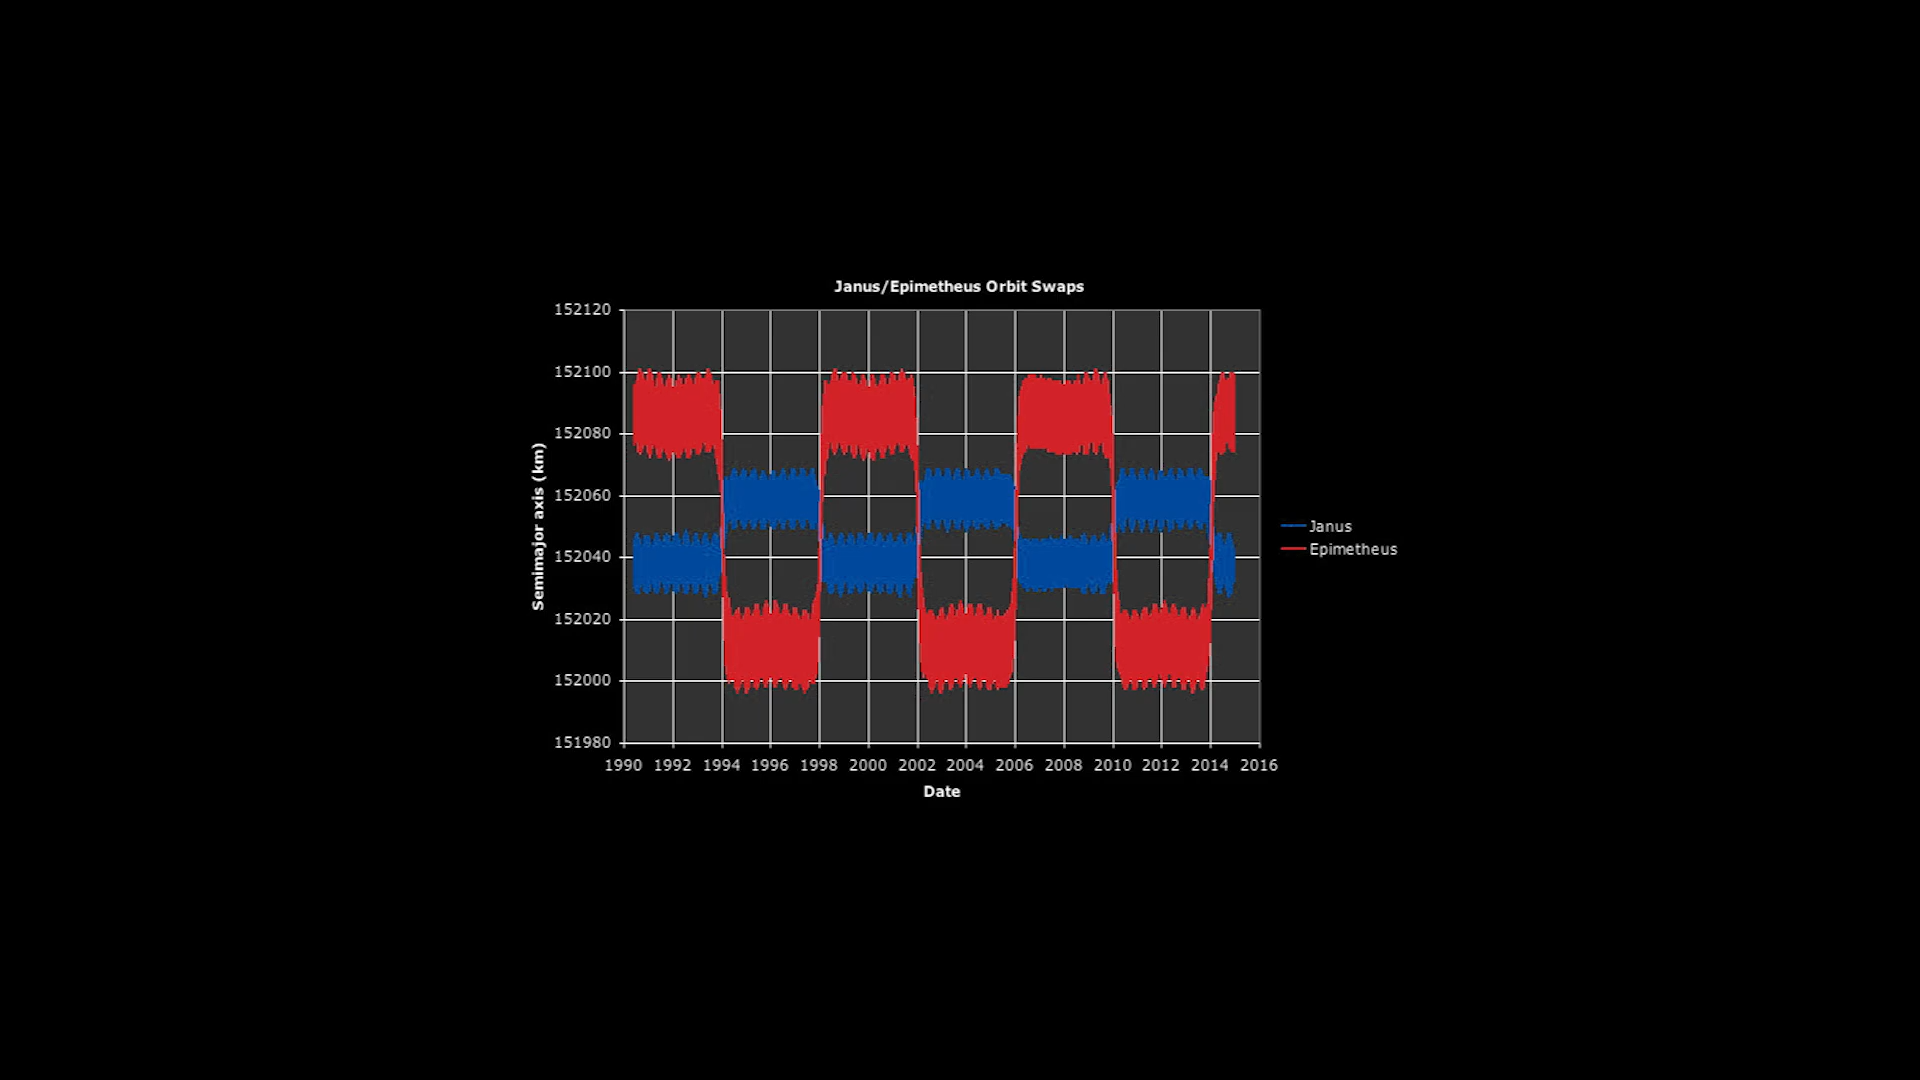 Janus/Epimetheus Orbit Swaps
152120
152100
152080
152060
152040
152020
152000
151980
Semimajor axis (km)
1990 1992 1994 1996 1998 2000 2002 2004 2006 2008 2010 2012 2014 2016
Date
Janus
Epimetheus